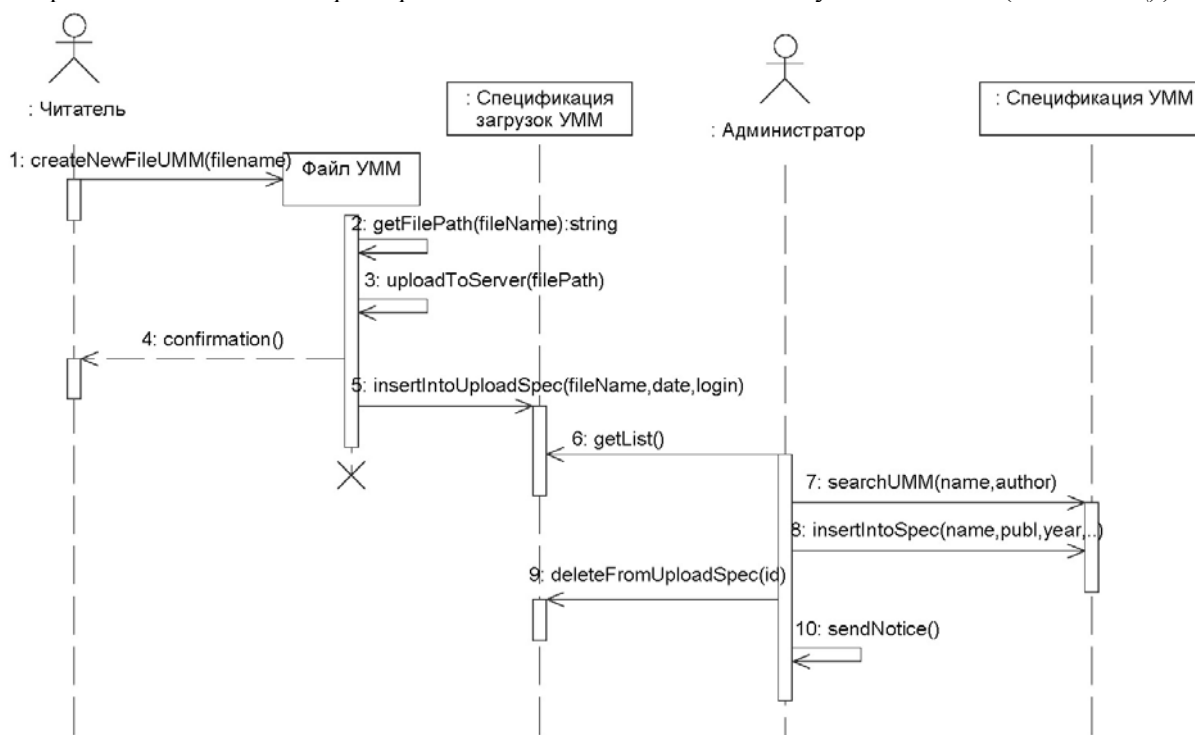 : Читатель
: Спецификация
загрузок УММ
: Администратор
: Спецификация УММ
1: createNewFileUMM(filename)
Файл УММ
2: getFilePath(fileName):string
3: uploadToServer(filePath)
4: confirmation()
5: insertIntoUploadSpec(fileName,date,login)
6: getList()
7: searchUMM(name,author)
8: insertIntoSpec(name,publ,year,..)
9: deleteFromUploadSpec(id)
10: sendNotice()